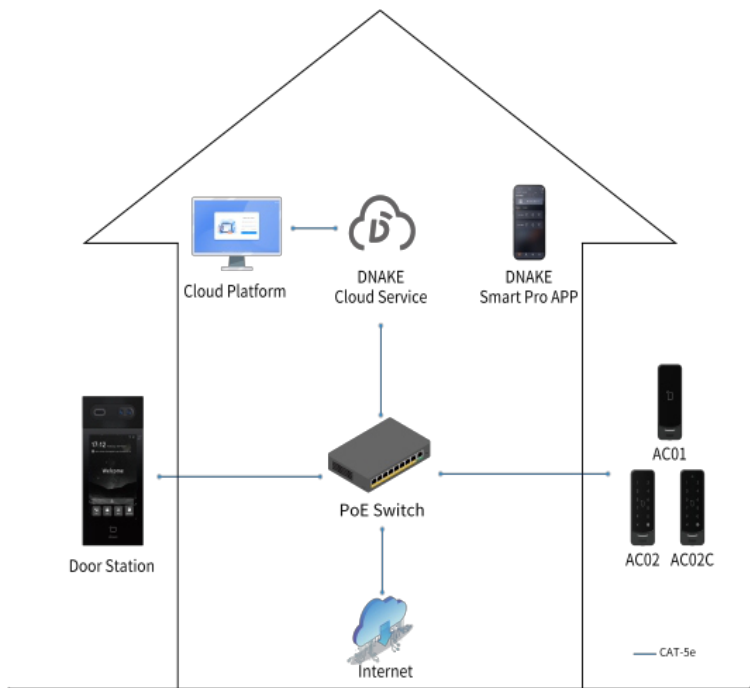 Cloud Platform
DNAKE
Cloud Service
DNAKE
Smart Pro APP
17:12
Welcome
Door Station
PoE Switch
AC01
AC02
AC02C
Internet
CAT-5e